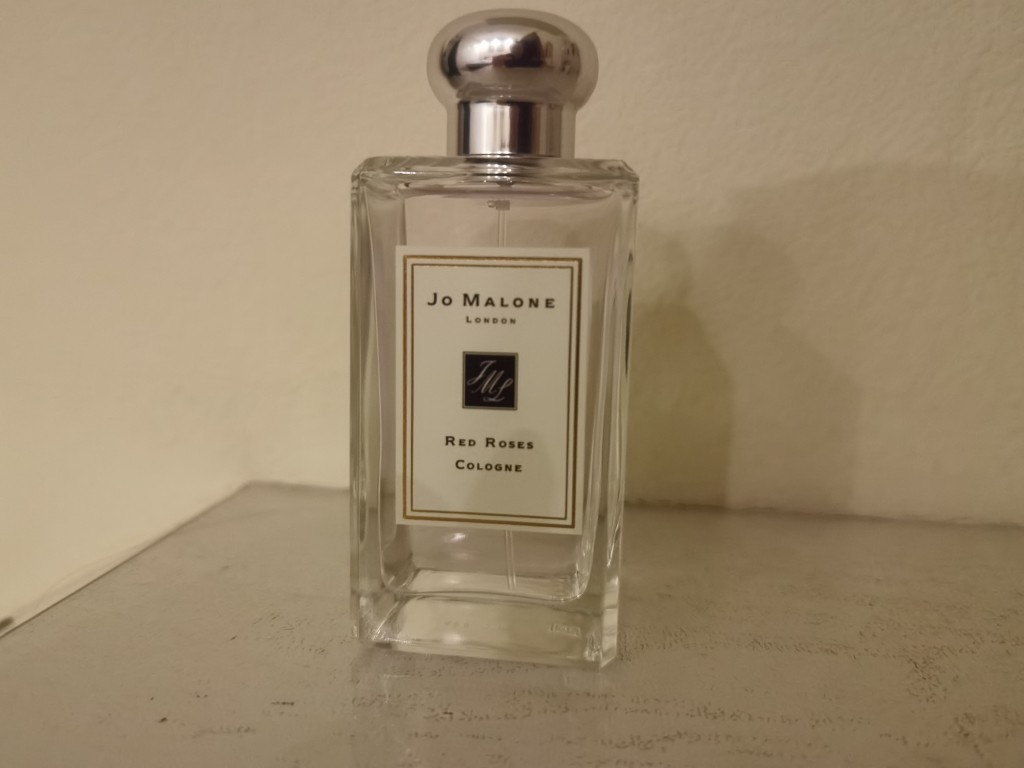 Jo Malone
London
JML
Red Roses
Cologne